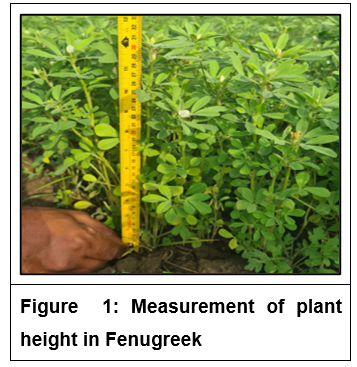 Figure 1: Measurement of plant
height in Fenugreek